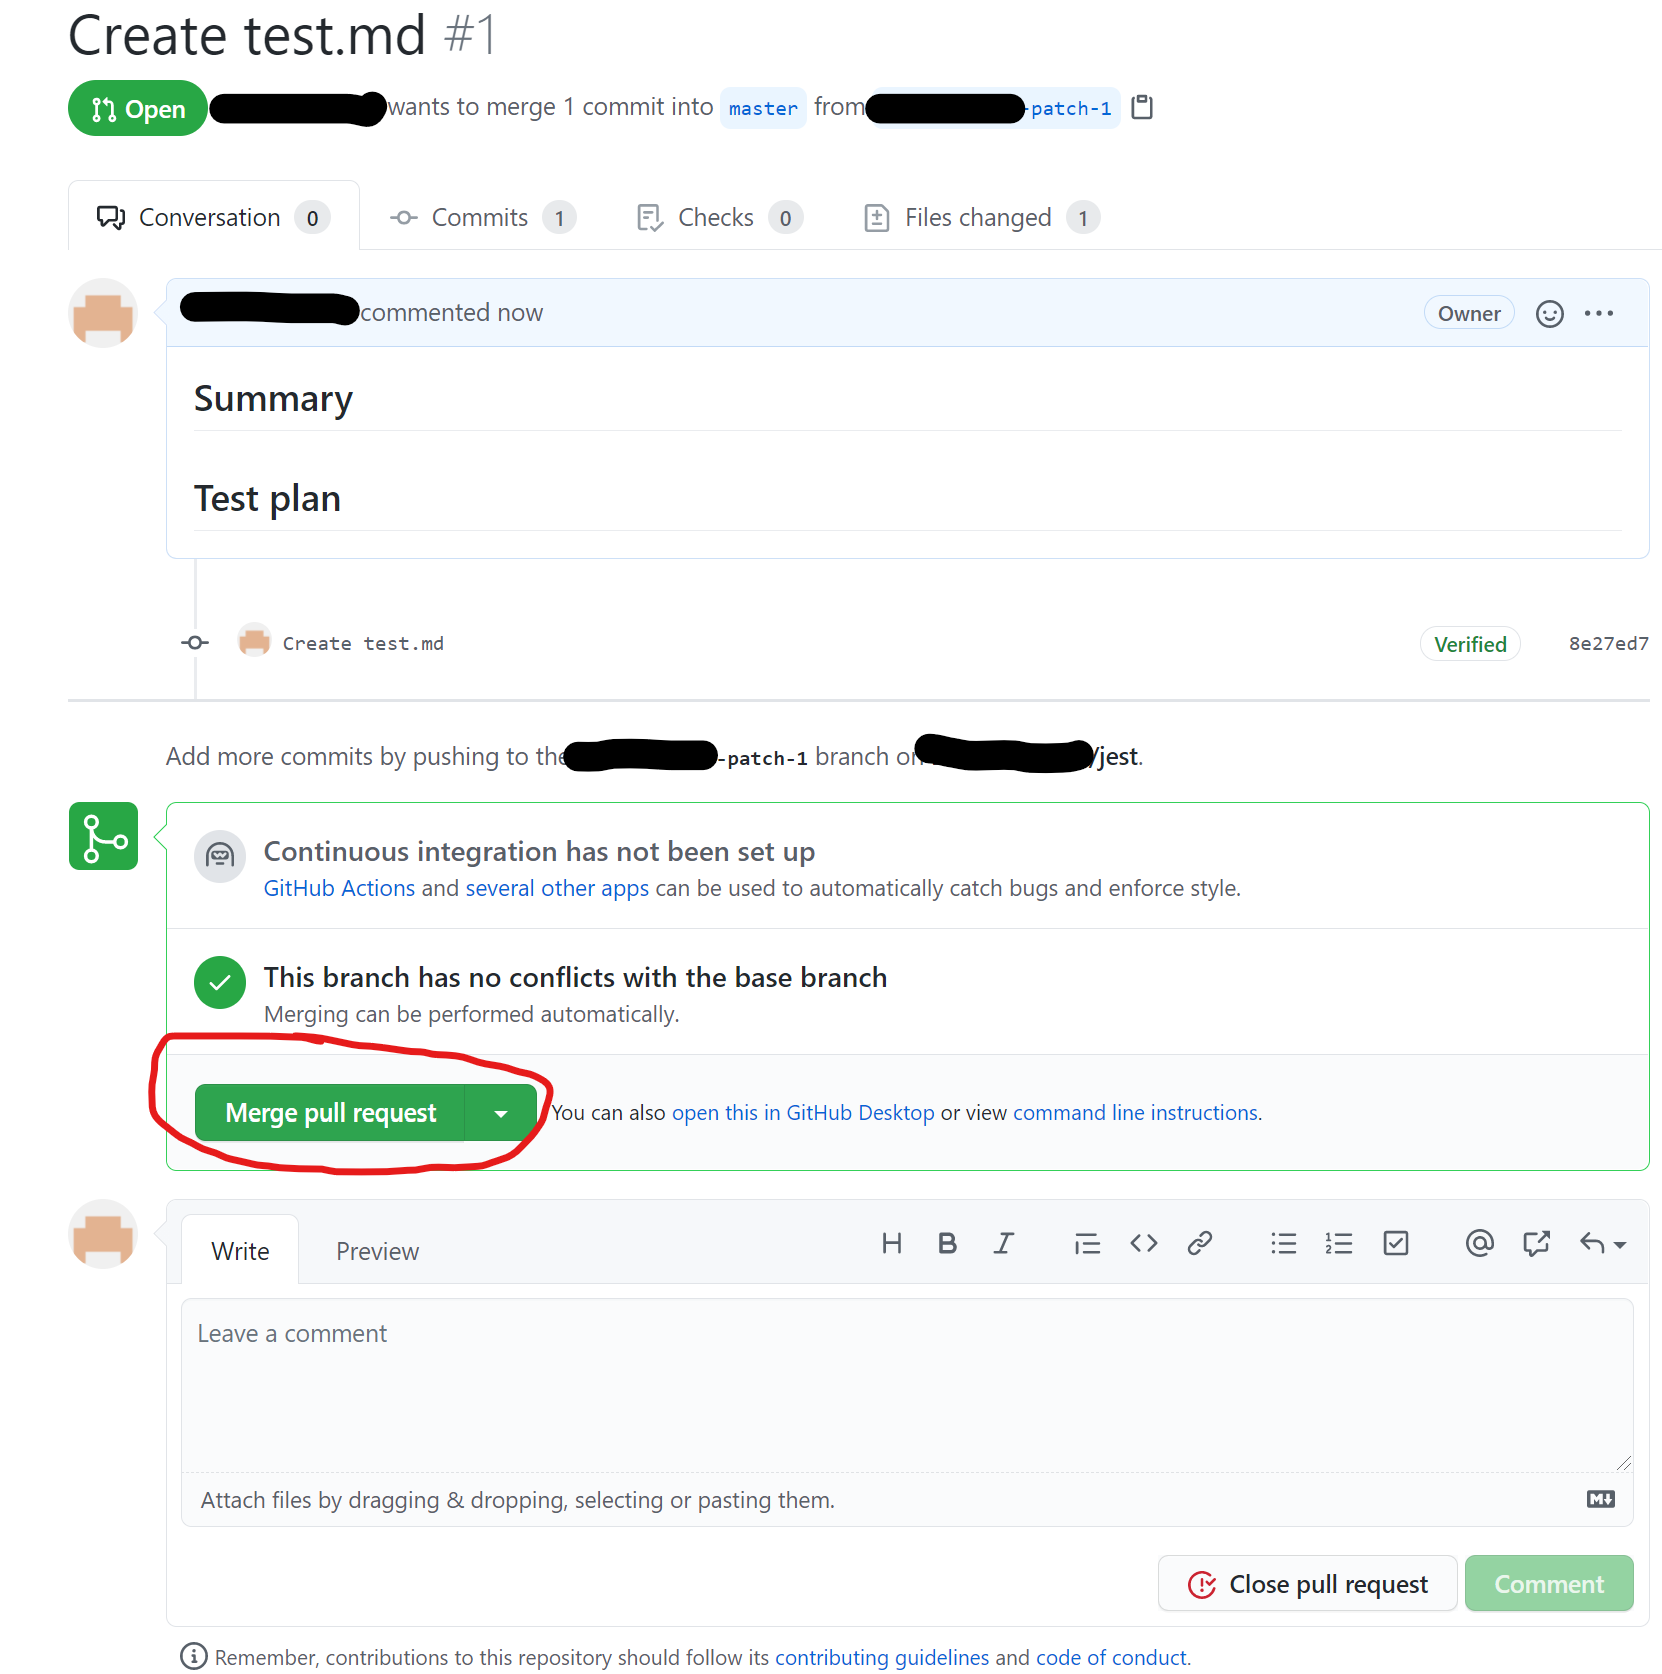 Create test.md #1
Open wants to merge 1 commit into master from -patch-1
Conversation 0 Commits 1 Checks 0 Files changed 1
commented now Owner
Summary
Test plan
Create test.md Verified 8e27ed7
Add more commits by pushing to the -patch-1 branch on /jest.
Continuous integration has not been set up
GitHub Actions and several other apps can be used to automatically catch bugs and enforce style.
This branch has no conflicts with the base branch
Merging can be performed automatically.
Merge pull request You can also open this in GitHub Desktop or view command line instructions.
Write Preview
Leave a comment
Attach files by dragging & dropping, selecting or pasting them.
Close pull request Comment
Remember, contributions to this repository should follow its contributing guidelines and code of conduct.